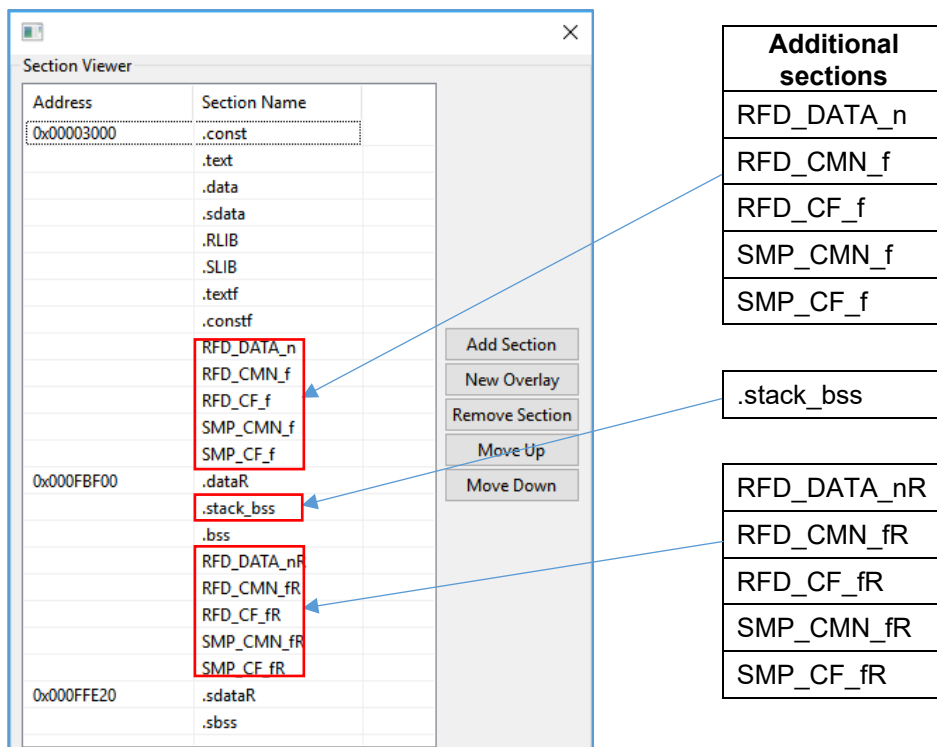 Section Viewer
Address Section Name
0x00003000 .const
.text
.data
.sdata
.RLIB
.SLIB
.textf
.constf
RFD_DATA_n
RFD_CMN_f
RFD_CF_f
SMP_CMN_f
SMP_CF_f
0x000FBF00 .dataR
.stack_bss
.bss
RFD_DATA_nR
RFD_CMN_fR
RFD_CF_fR
SMP_CMN_fR
SMP_CF_fR
0x000FFE20 .sdataR
.sbss
Add Section
New Overlay
Remove Section
Move Up
Move Down
Additional
sections
RFD_DATA_n
RFD_CMN_f
RFD_CF_f
SMP_CMN_f
SMP_CF_f
.stack_bss
RFD_DATA_nR
RFD_CMN_fR
RFD_CF_fR
SMP_CMN_fR
SMP_CF_fR